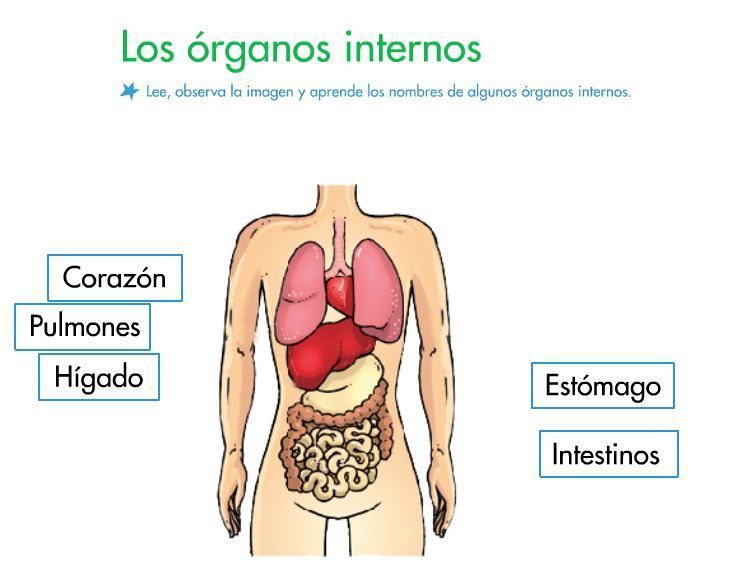 Los órganos internos
Lee, observa la imagen y aprende los nombres de algunos órganos internos.
Corazón
Pulmones
Hígado
Estómago
Intestinos